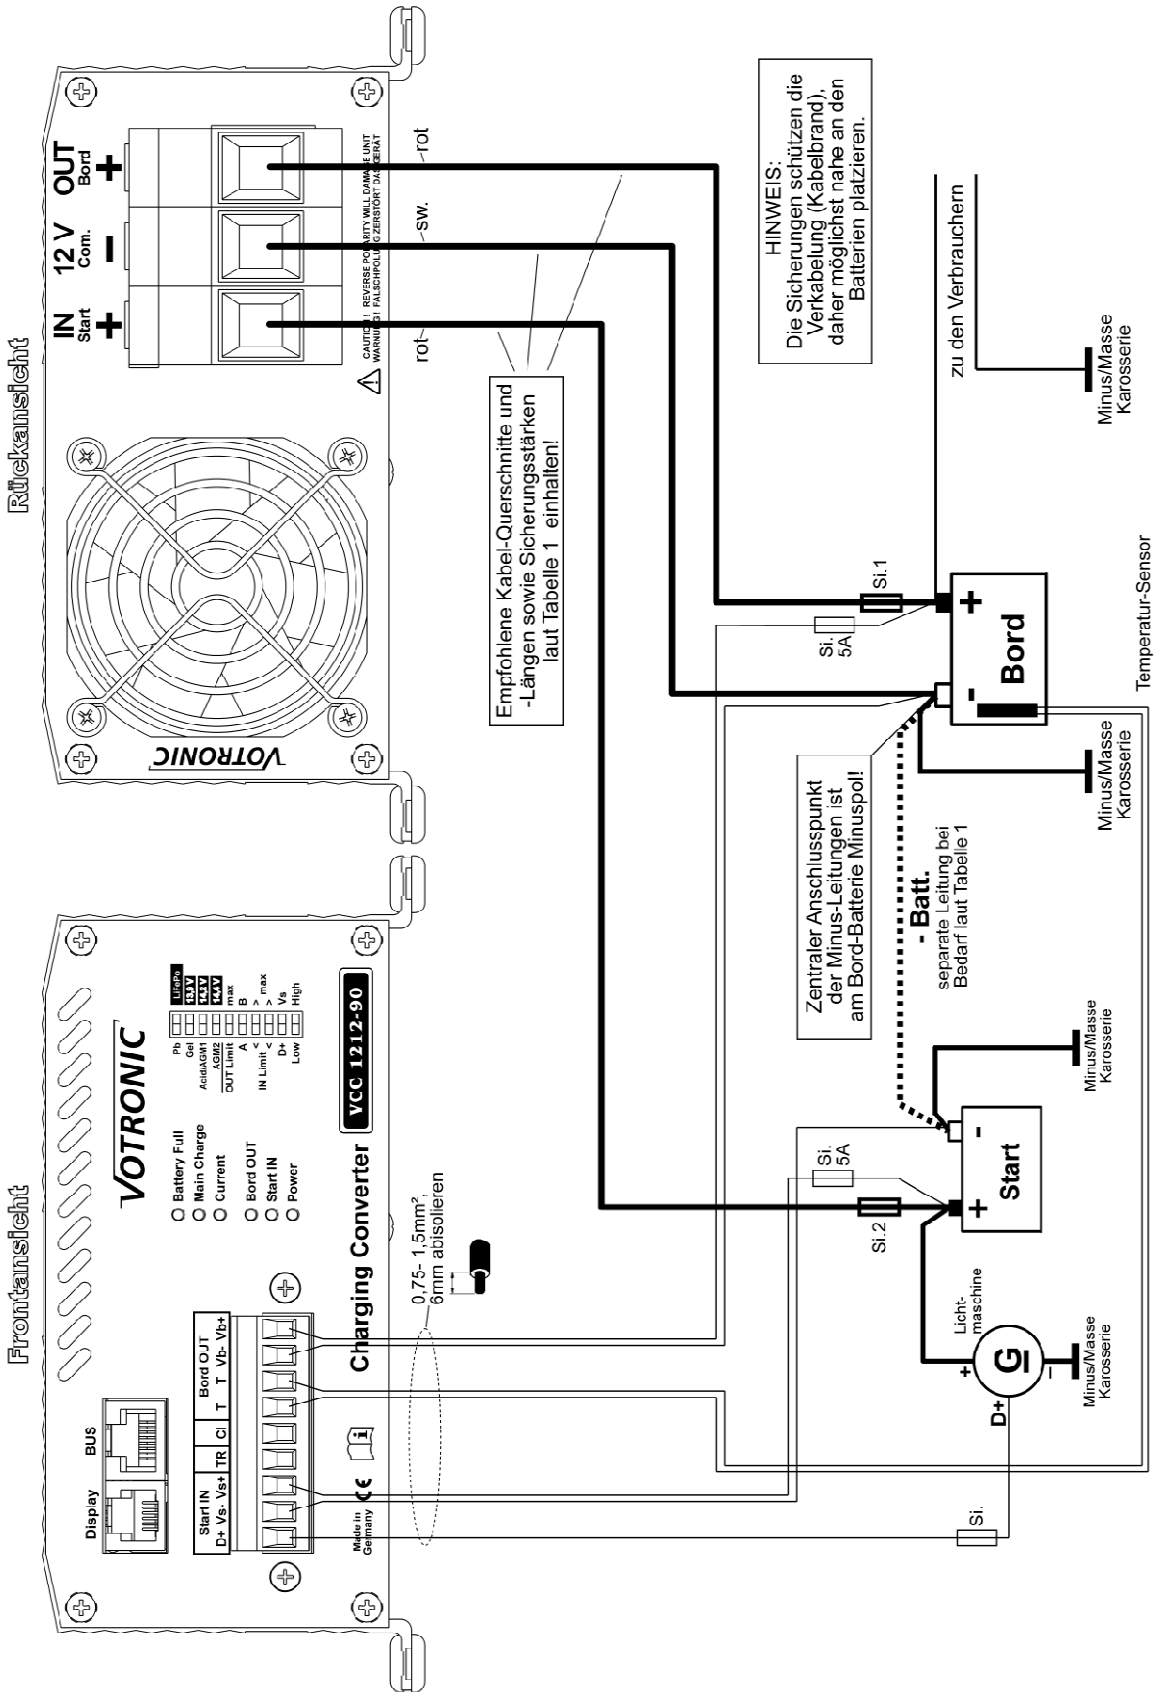 Frontansicht
Display
BUS
Start IN
TR
CI
Bord OUT
D+ Vs- Vs+
T T Vb- Vb+
VOTRONIC
Battery Full
Main Charge
Current
Bord OUT
Start IN
Power
Pb
LifePo
Gel
13,9 V
Acid/AGM1
14,2 V
AGM2
14,4 V
OUT Limit
max
A
B
IN Limit
<
> max
<
>
D+
Vs
Low
High
Made in
Germany
CE
i
Charging Converter
VCC 1212-90
0,75- 1,5mm²,
6mm abisolieren
Rückansicht
VOTRONIC
IN
Start
+
12 V
Com.
-
OUT
Bord
+
CAUTION ! REVERSE POLARITY WILL DAMAGE UNIT
WARNUNG! FALSCHPOLUNG ZERSTÖRT DAS GERÄT
rot
sw.
rot
Empfohlene Kabel-Querschnitte und
-Längen sowie Sicherungsstärken
laut Tabelle 1 einhalten!
HINWEIS:
Die Sicherungen schützen die
Verkabelung (Kabelbrand),
daher möglichst nahe an den
Batterien platzieren.
Zentraler Anschlusspunkt
der Minus-Leitungen ist
am Bord-Batterie Minuspol!
Si.
Si.2
Si.
5A
Si.
5A
Si.1
- Batt.
separate Leitung bei
Bedarf laut Tabelle 1
zu den Verbrauchern
D+
+
Licht-
maschine
G
–
Minus/Masse
Karosserie
+
-
Start
Minus/Masse
Karosserie
-
+
Bord
Minus/Masse
Karosserie
Temperatur-Sensor
Minus/Masse
Karosserie